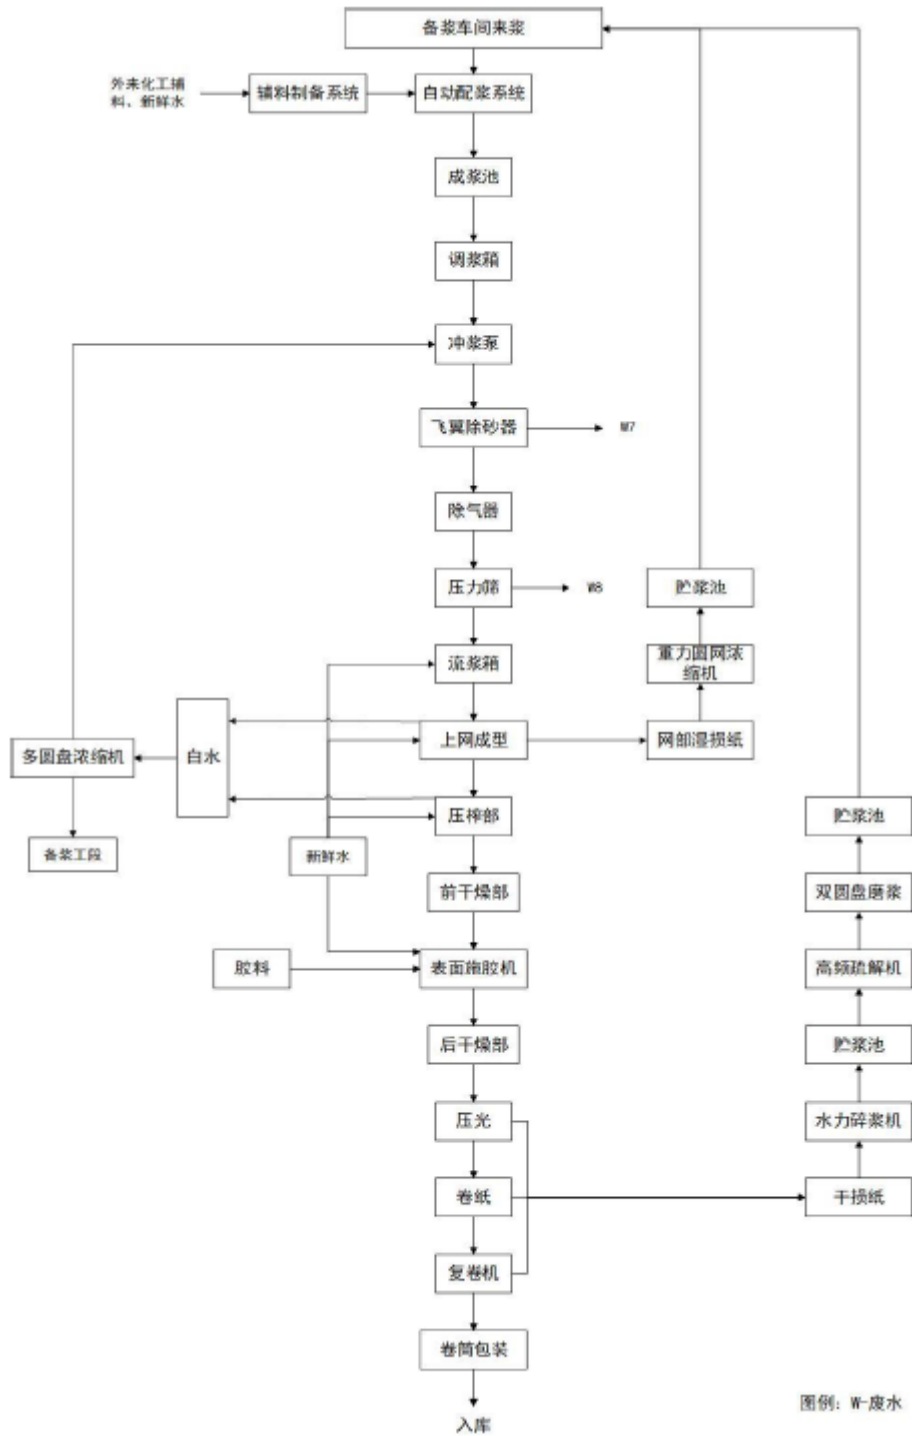 备浆车间来浆
外来化工辅
料、新鲜水
辅料制备系统
自动配浆系统
成浆池
调浆箱
冲浆泵
飞翼除砂器
W7
除气器
压力筛
W8
贮浆池
流浆箱
重力圆网浓
缩机
白水
上网成型
网部湿损纸
多圆盘浓缩机
压榨部
贮浆池
备浆工段
新鲜水
前干燥部
双圆盘磨浆
胶料
表面施胶机
高频疏解机
后干燥部
贮浆池
压光
水力碎浆机
卷纸
干损纸
复卷机
卷筒包装
图例：W-废水
入库